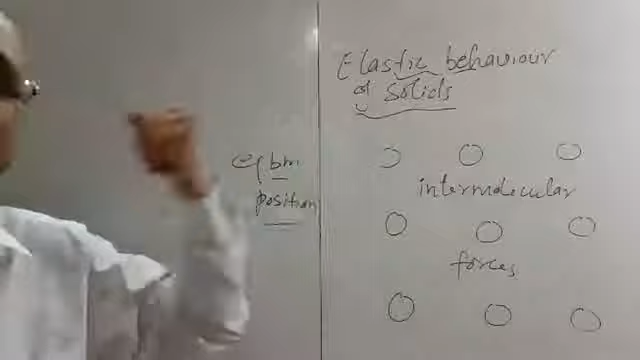 Elastic behaviour
of Solids
eqbm
position
intermolecular
forces